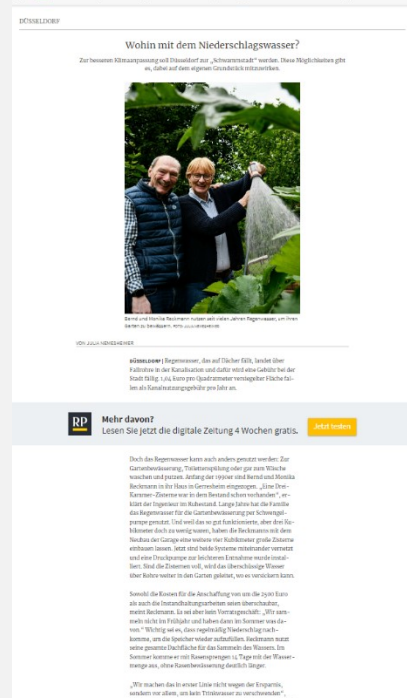 DÜSSELDORF
Wohin mit dem Niederschlagswasser?
Zur besseren Klimaanpassung soll Düsseldorf zur „Schwammstadt“ werden. Diese Möglichkeiten gibt
es, dabei auf dem eigenen Grundstück mitzuwirken.
Bernd und Monika Reckmann nutzen seit vielen Jahren Regenwasser, um ihren
Garten zu bewässern. FOTO:
VON JULIA NEMESHEIMER
DÜSSELDORF | Regenwasser, das auf Dächer fällt, landet über
Fallrohre in der Kanalisation und dafür wird eine Gebühr bei der
Stadt fällig. 1,04 Euro pro Quadratmeter versiegelter Fläche fal-
len als Kanalnutzungsgebühr pro Jahr an.
RP
Mehr davon?
Lesen Sie jetzt die digitale Zeitung 4 Wochen gratis.
Jetzt testen
Doch das Regenwasser kann auch anders genutzt werden: Zur
Gartenbewässerung, Toilettenspülung oder gar zum Wäsche
waschen und putzen. Anfang der 1990er sind Bernd und Monika
Reckmann in ihr Haus in Gerresheim eingezogen. „Eine Drei-
Kammer-Zisterne war in dem Bestand schon vorhanden“, er-
klärt der Ingenieur im Ruhestand. Lange Jahre hat die Familie
das Regenwasser für die Gartenbewässerung per Schwengel-
pumpe genutzt. Und weil das so gut funktionierte, aber drei Ku-
bikmeter doch zu wenig waren, haben die Reckmanns mit dem
Neubau der Garage eine weitere vier Kubikmeter große Zisterne
einbauen lassen. Jetzt sind beide Systeme miteinander vernetzt
und eine Druckpumpe zur leichteren Entnahme wurde instal-
liert. Sind die Zisternen voll, wird das überschüssige Wasser
über Rohre weiter in den Garten geleitet, wo es versickern kann.
Sowohl die Kosten für die Anschaffung von um die 2500 Euro
als auch die Instandhaltungsarbeiten seien überschaubar,
meint Reckmann. Es sei aber kein Vorratsgeschäft: „Wir sam-
meln nicht im Frühjahr und haben dann im Sommer was da-
von.“ Wichtig sei es, dass regelmäßig Niederschlag nach-
komme, um die Speicher wieder aufzufüllen. Reckmann nutzt
seine gesamte Dachfläche für das Sammeln des Wassers. Im
Sommer komme er mit Rasensprengen 14 Tage mit der Wasser-
menge aus, ohne Rasenbewässerung deutlich länger.
„Wir machen das in erster Linie nicht wegen der Ersparnis,
sondern vor allem, um kein Trinkwasser zu verschwenden“,